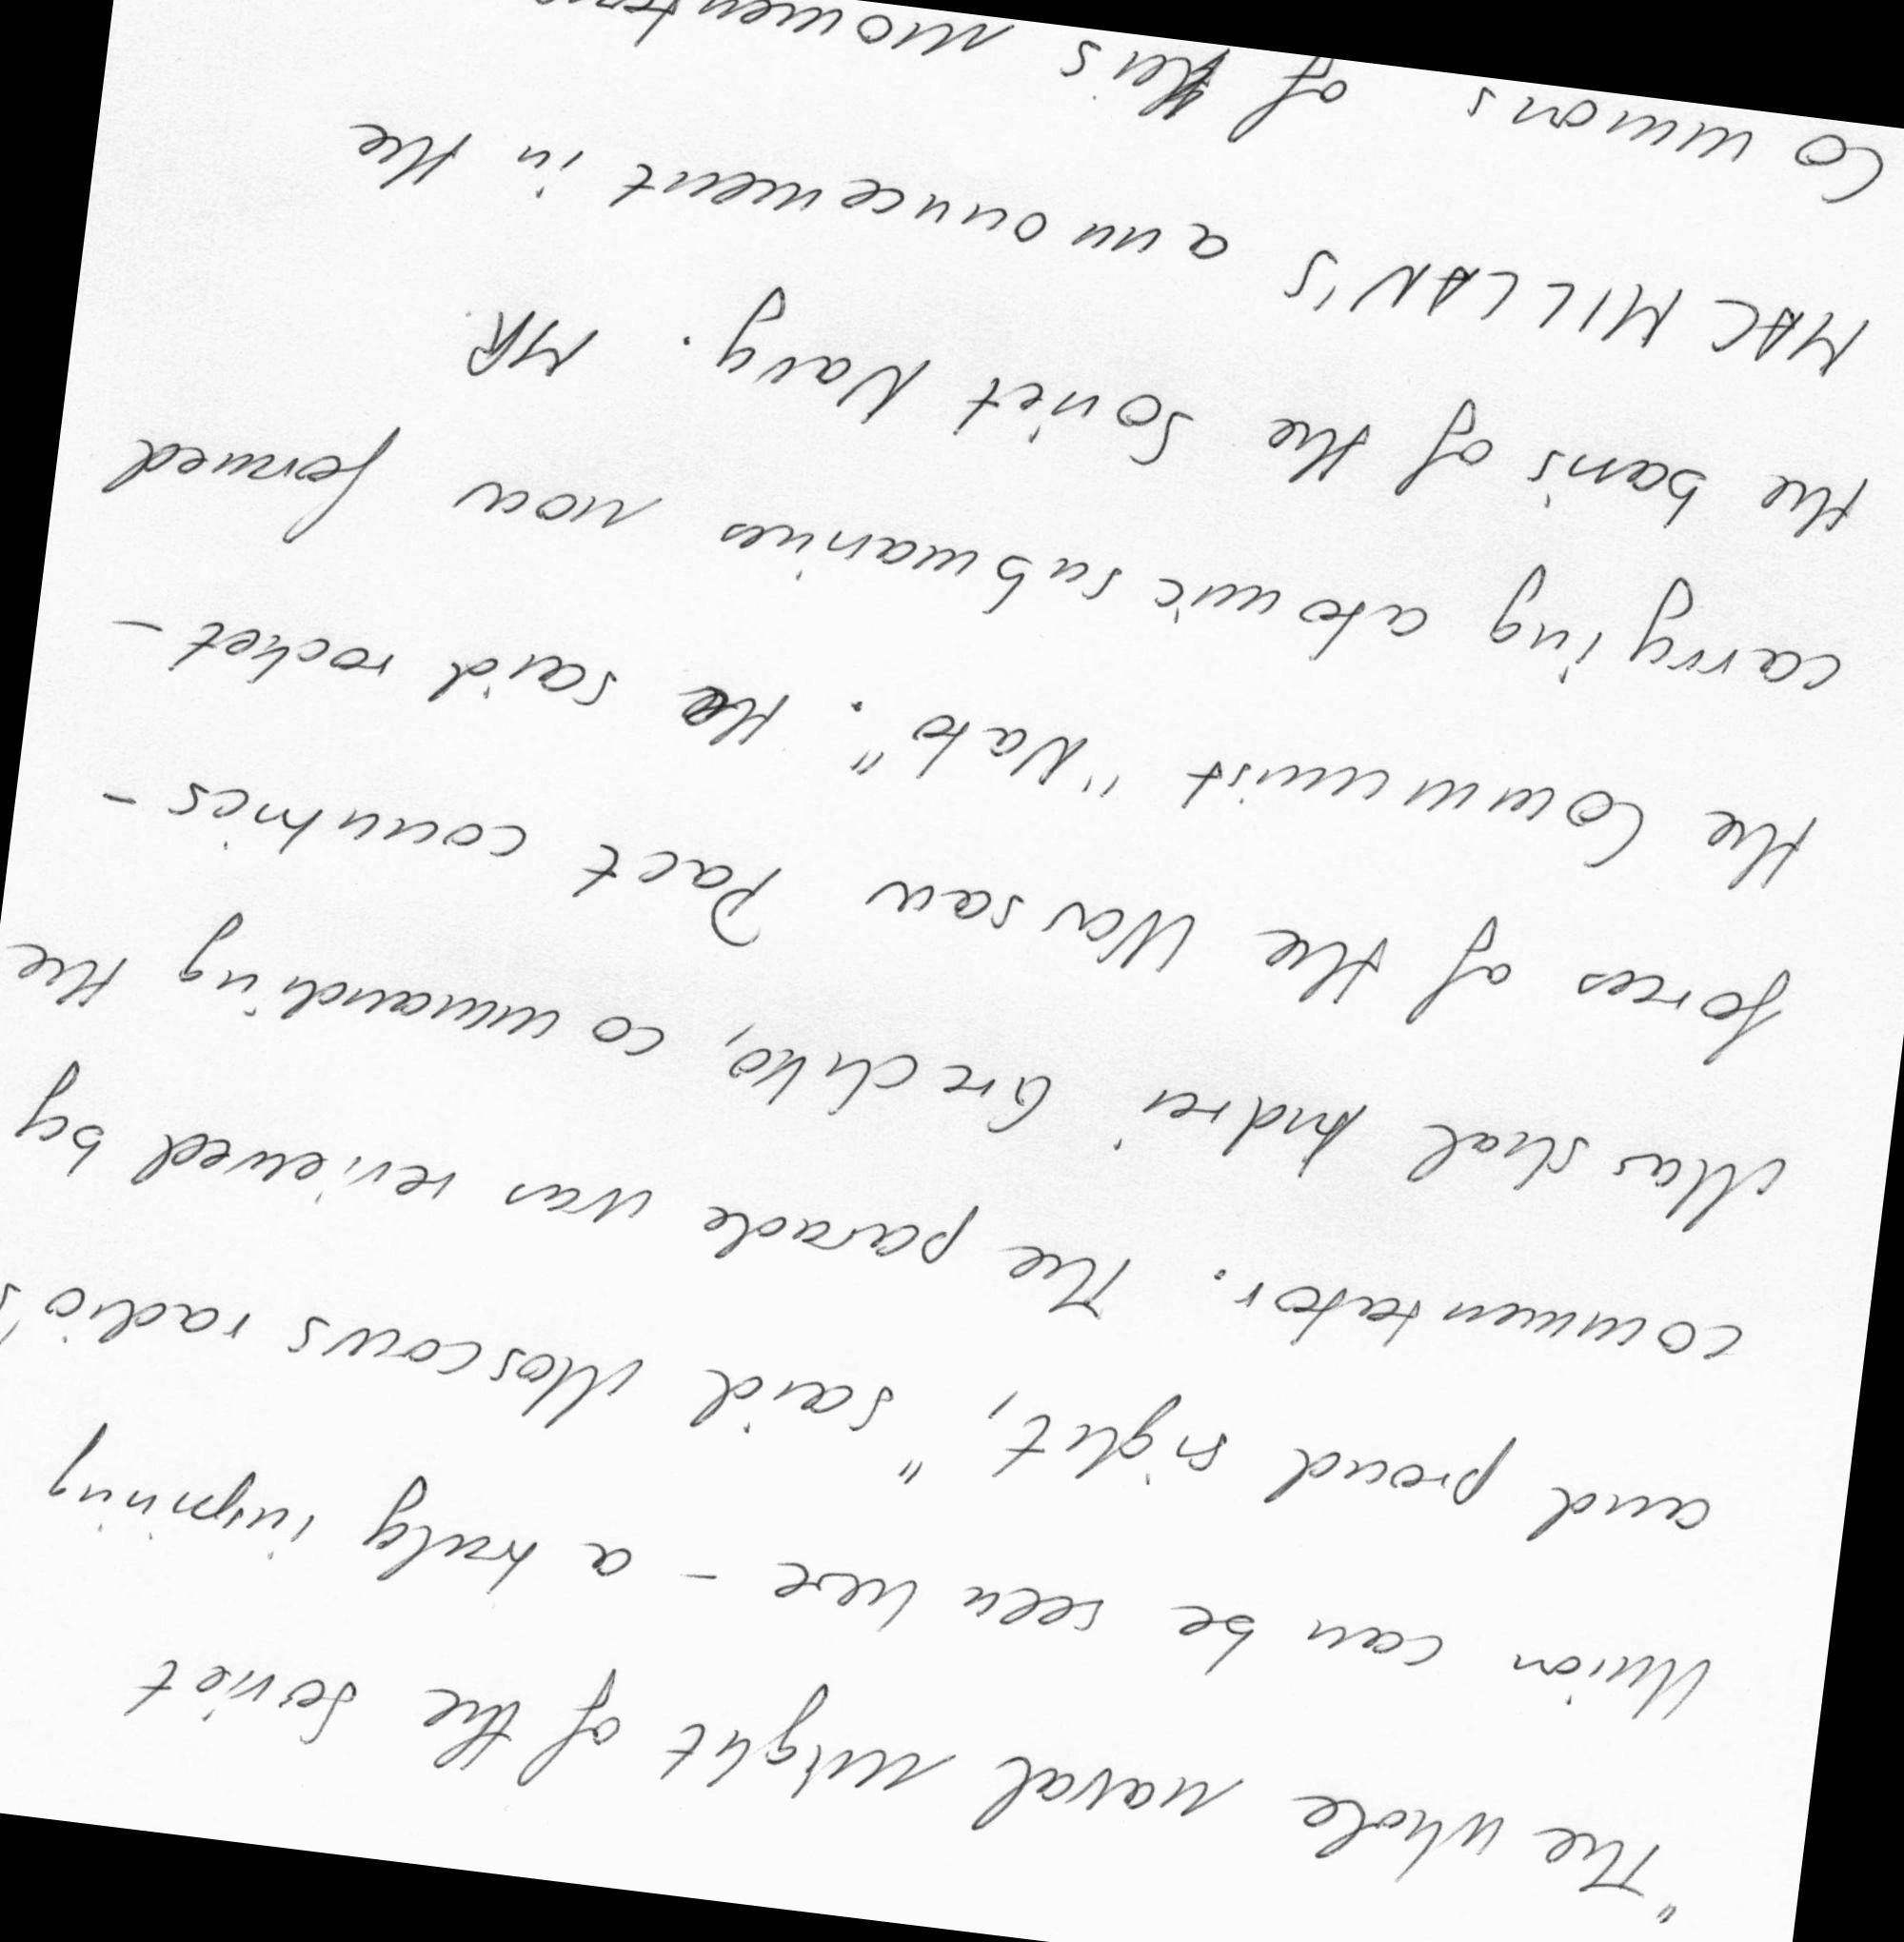 "The whole naval might of the Soviet
Union can be seen here - a truly inspiring
and proud sight," said Moscows radio's
commentator. The parade was reviewed by
Marshal Andrei Grechko, commanding the
forces of the Warsaw Pact countries -
the Communist "Nato". He said rocket-
carrying atomic submarines now formed
the basis of the Soviet Navy. MR.
MACMILLAN'S announcement in the
Commons of this